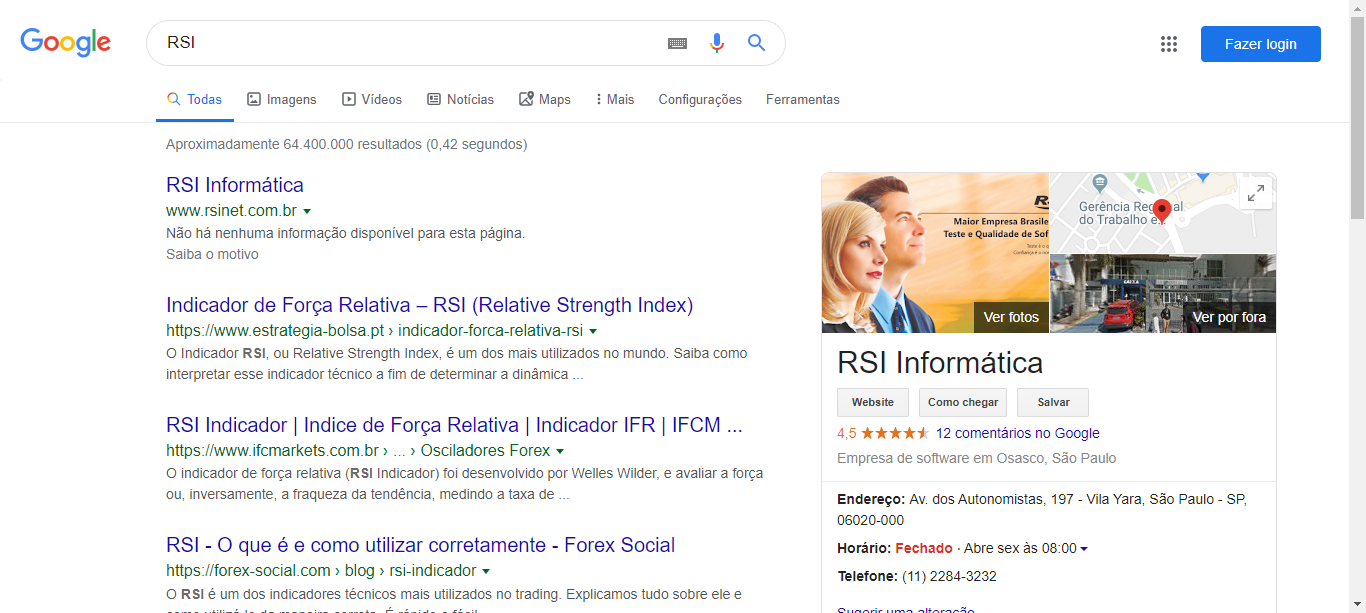 Google
RSI
Fazer login
Todas
Imagens
Vídeos
Notícias
Maps
Mais
Configurações
Ferramentas
Aproximadamente 64.400.000 resultados (0,42 segundos)
RSI Informática
www.rsinet.com.br
Não há nenhuma informação disponível para esta página.
Saiba o motivo
Indicador de Força Relativa – RSI (Relative Strength Index)
https://www.estrategia-bolsa.pt › indicador-forca-relativa-rsi
O Indicador RSI, ou Relative Strength Index, é um dos mais utilizados no mundo. Saiba como
interpretar esse indicador técnico a fim de determinar a dinâmica ...
RSI Indicador | Indice de Força Relativa | Indicador IFR | IFCM ...
https://www.ifcmarkets.com.br › ... › Osciladores Forex
O indicador de força relativa (RSI Indicador) foi desenvolvido por Welles Wilder, e avaliar a força
ou, inversamente, a fraqueza da tendência, medindo a taxa de ...
RSI - O que é e como utilizar corretamente - Forex Social
https://forex-social.com › blog › rsi-indicador
O RSI é um dos indicadores técnicos mais utilizados no trading. Explicamos tudo sobre ele e
Maior Empresa Brasile
Teste e Qualidade de Sof
Ver fotos
Gerência Reg al
do Trabalho e...
CAIXA
Ver por fora
RSI Informática
Website
Como chegar
Salvar
4,5 12 comentários no Google
Empresa de software em Osasco, São Paulo
Endereço: Av. dos Autonomistas, 197 - Vila Yara, São Paulo - SP,
06020-000
Horário: Fechado · Abre sex às 08:00
Telefone: (11) 2284-3232
Sugerir uma alteração